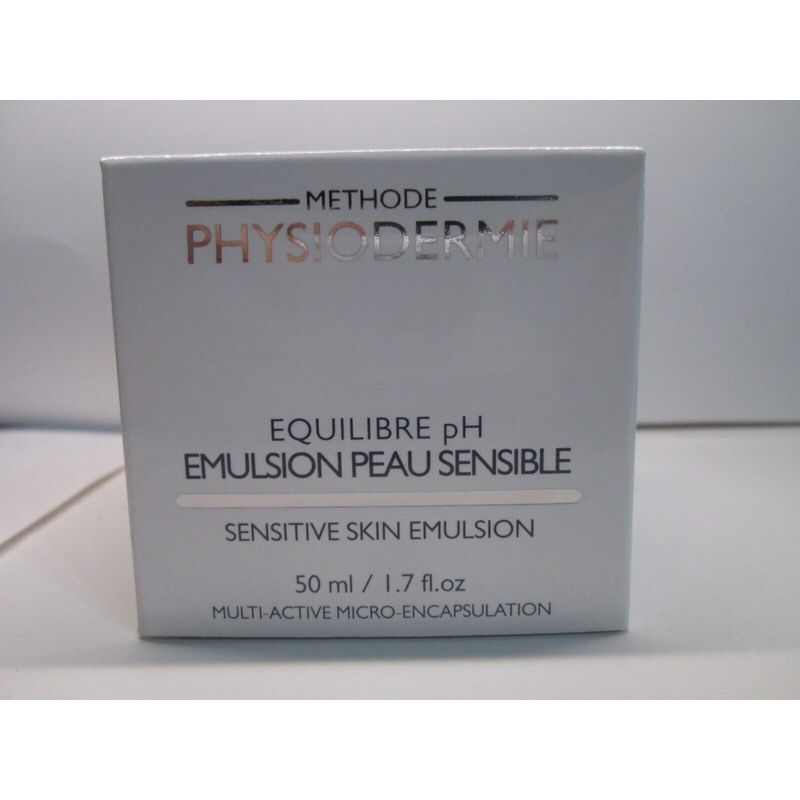 METHODE
PHYSIODERMIE
EQUILIBRE pH
EMULSION PEAU SENSIBLE
SENSITIVE SKIN EMULSION
50 ml / 1.7 fl.oz
MULTI-ACTIVE MICRO-ENCAPSULATION